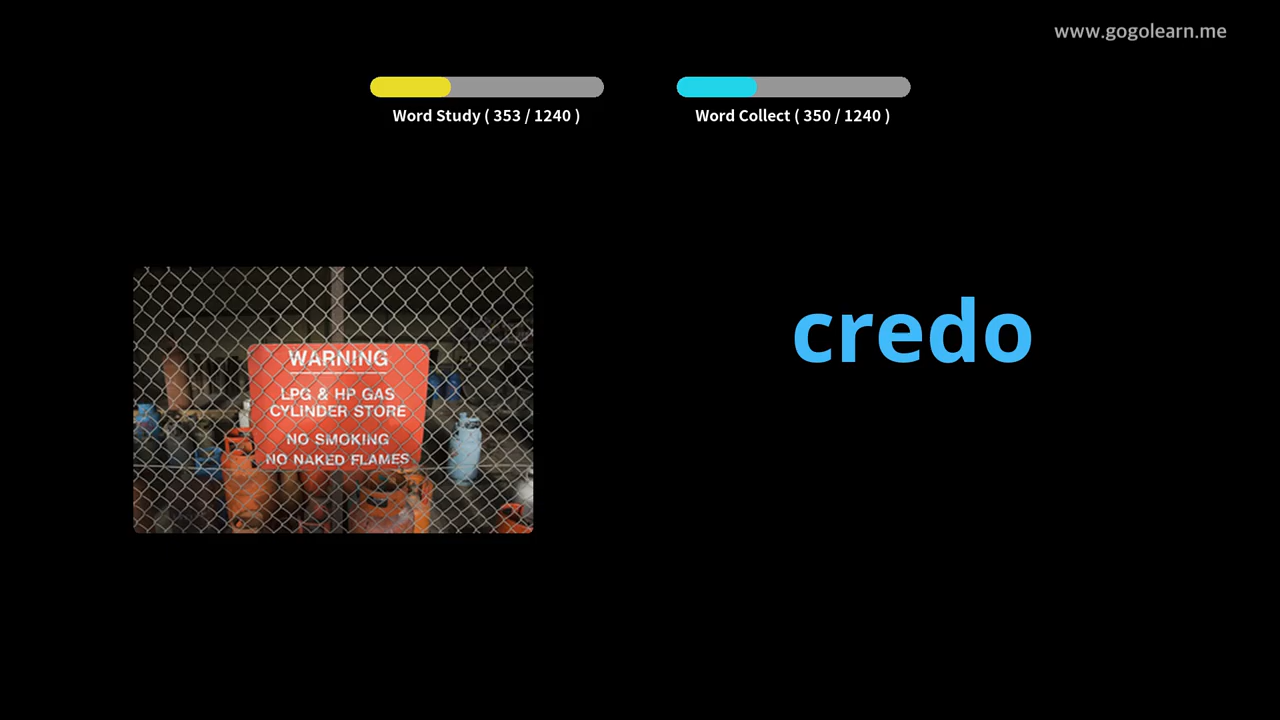 www.gogolearn.me
Word Study ( 353 / 1240 )
Word Collect ( 350 / 1240 )
WARNING
LPG & HP GAS
CYLINDER STORE
NO SMOKING
NO NAKED FLAMES
credo